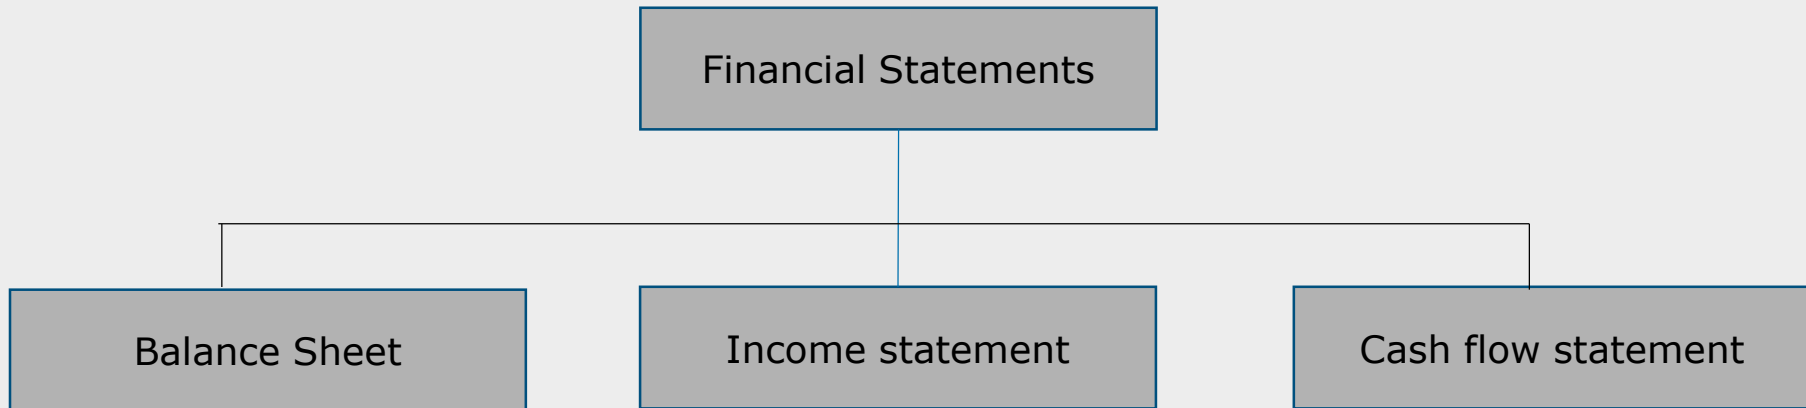 Financial Statements
Balance Sheet
Income statement
Cash flow statement